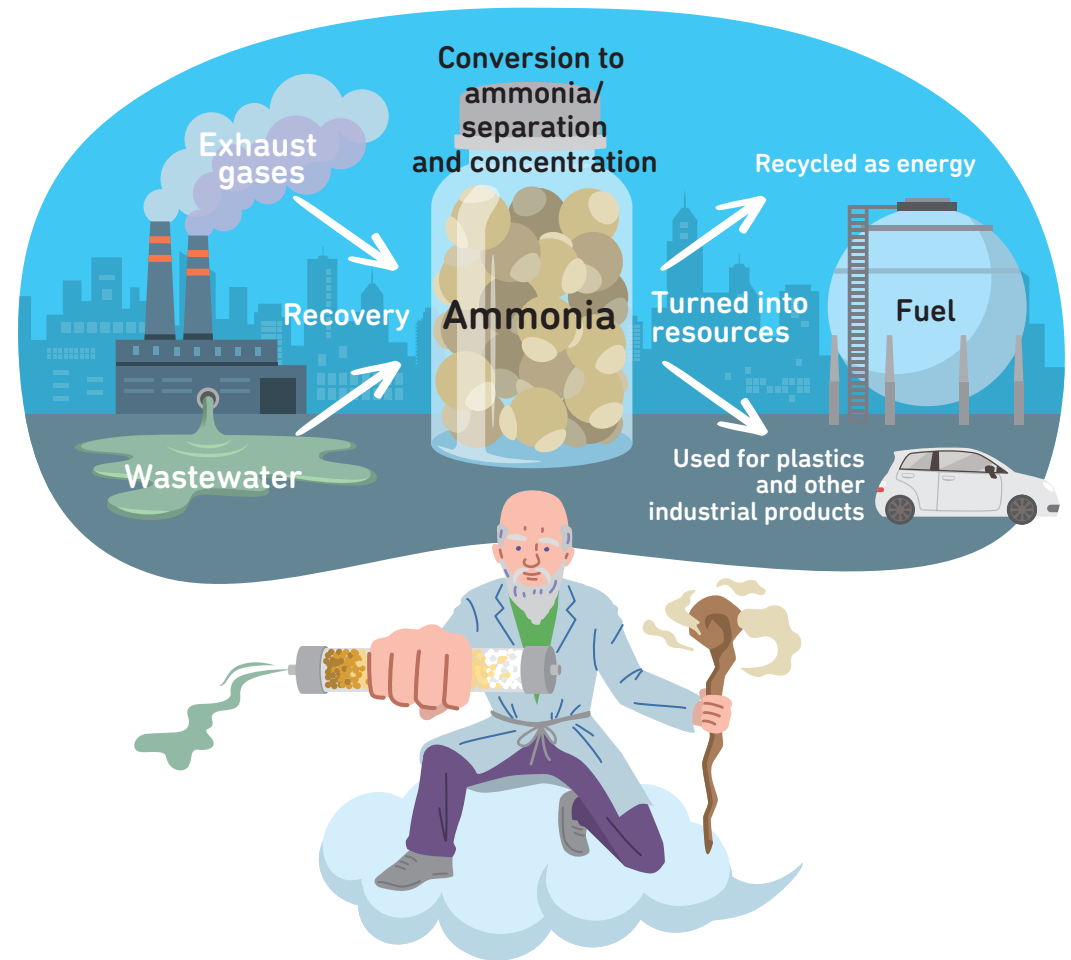 Conversion to
ammonia/
separation
and concentration
Exhaust
gases
Recovery
Wastewater
Ammonia
Turned into
resources
Recycled as energy
Fuel
Used for plastics
and other
industrial products